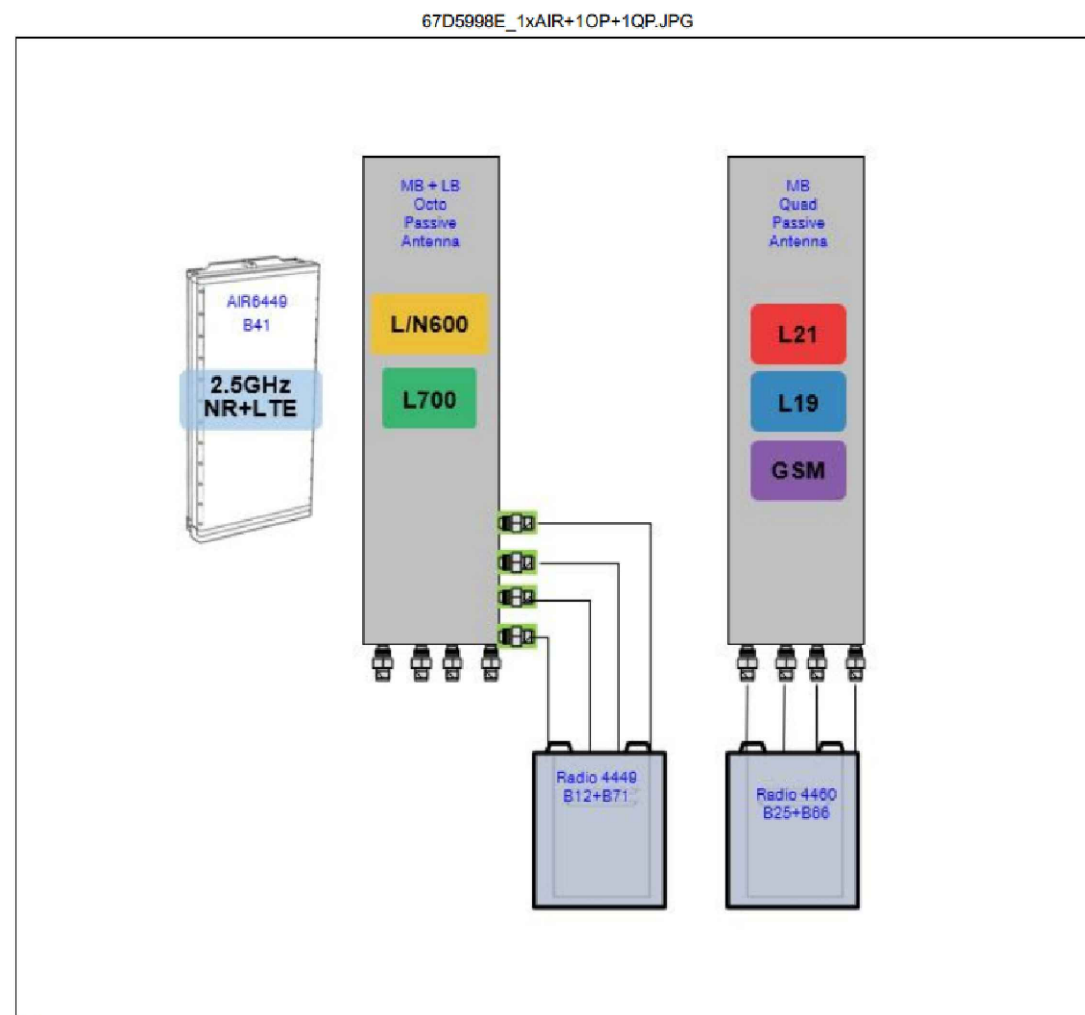 67D5998E_1xAIR+1OP+1QP.JPG
MB + LB
Octo
Passive
Antenna
MB
Quad
Passive
Antenna
AIR6449
B41
2.5GHz
NR+LTE
L/N600
L700
L21
L19
GSM
Radio 4449
B12+B71
Radio 4460
B25+B66